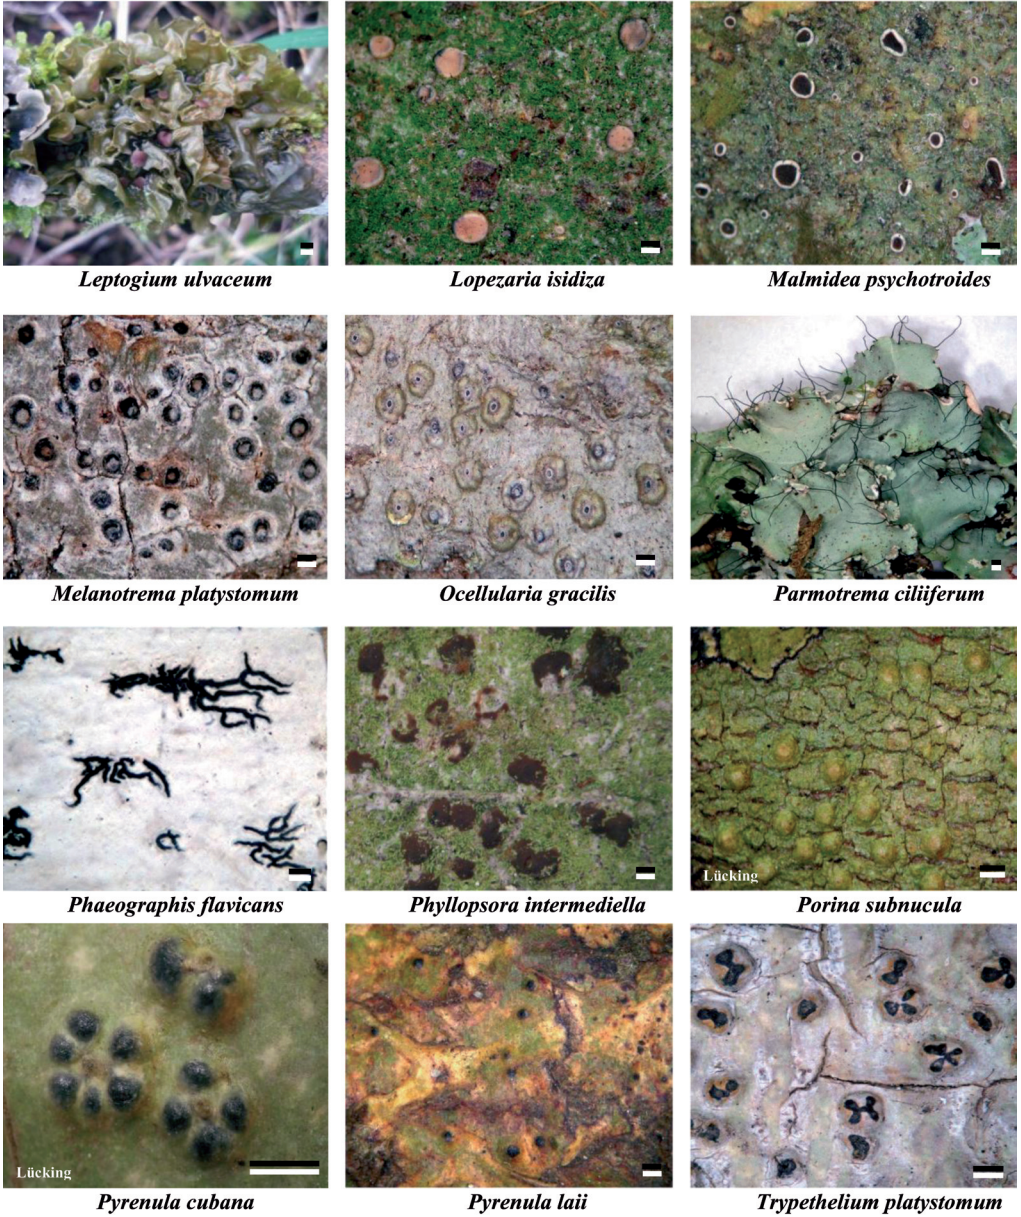 Leptogium ulvaceum
Lopezaria isidiza
Malmidea psychotroides
Melanotrema platystomum
Ocellularia gracilis
Parmotrema ciliiferum
Phaeographis flavicans
Phyllopsora intermediella
Lücking
Porina subnucula
Lücking
Pyrenula cubana
Pyrenula laii
Trypethelium platystomum